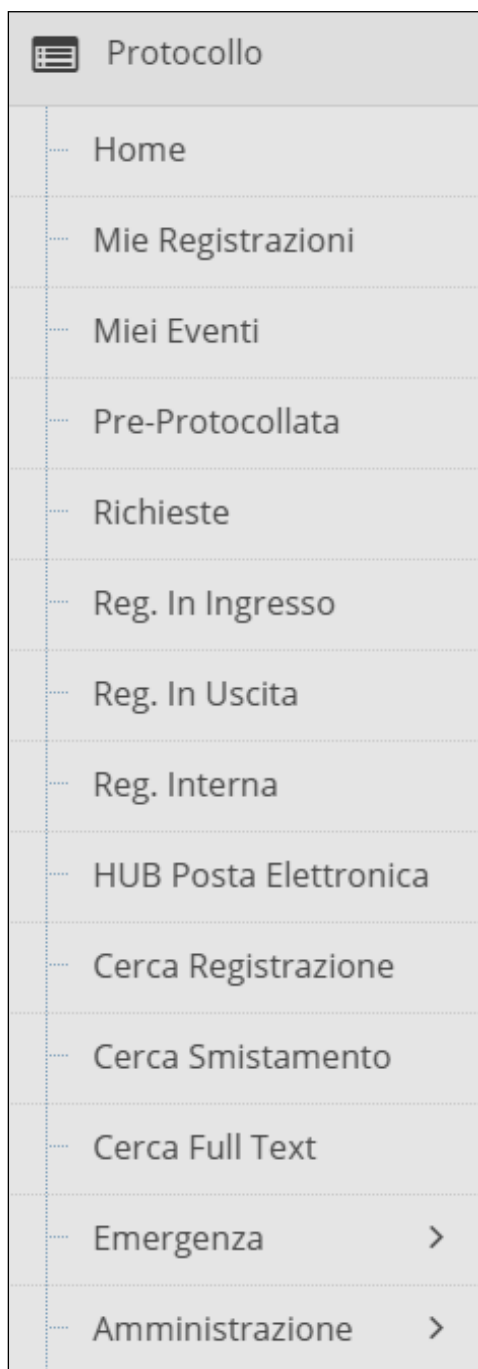 Protocollo
Home
Mie Registrazioni
Miei Eventi
Pre-Protocollata
Richieste
Reg. In Ingresso
Reg. In Uscita
Reg. Interna
HUB Posta Elettronica
Cerca Registrazione
Cerca Smistamento
Cerca Full Text
Emergenza
Amministrazione